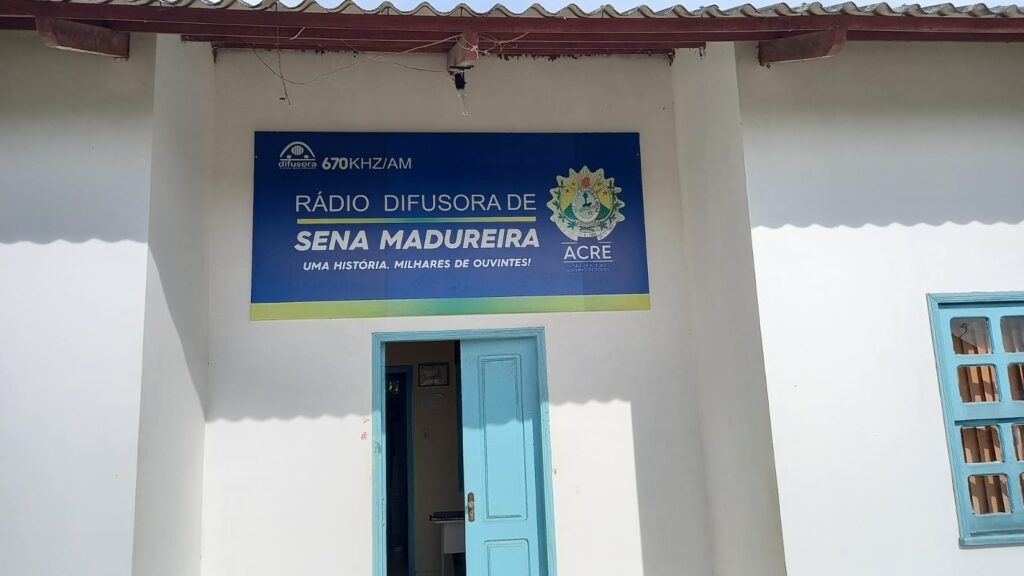 difusora
670KHZ/AM
RÁDIO DIFUSORA DE
SENA MADUREIRA
UMA HISTÓRIA. MILHARES DE OUVINTES!
ACRE